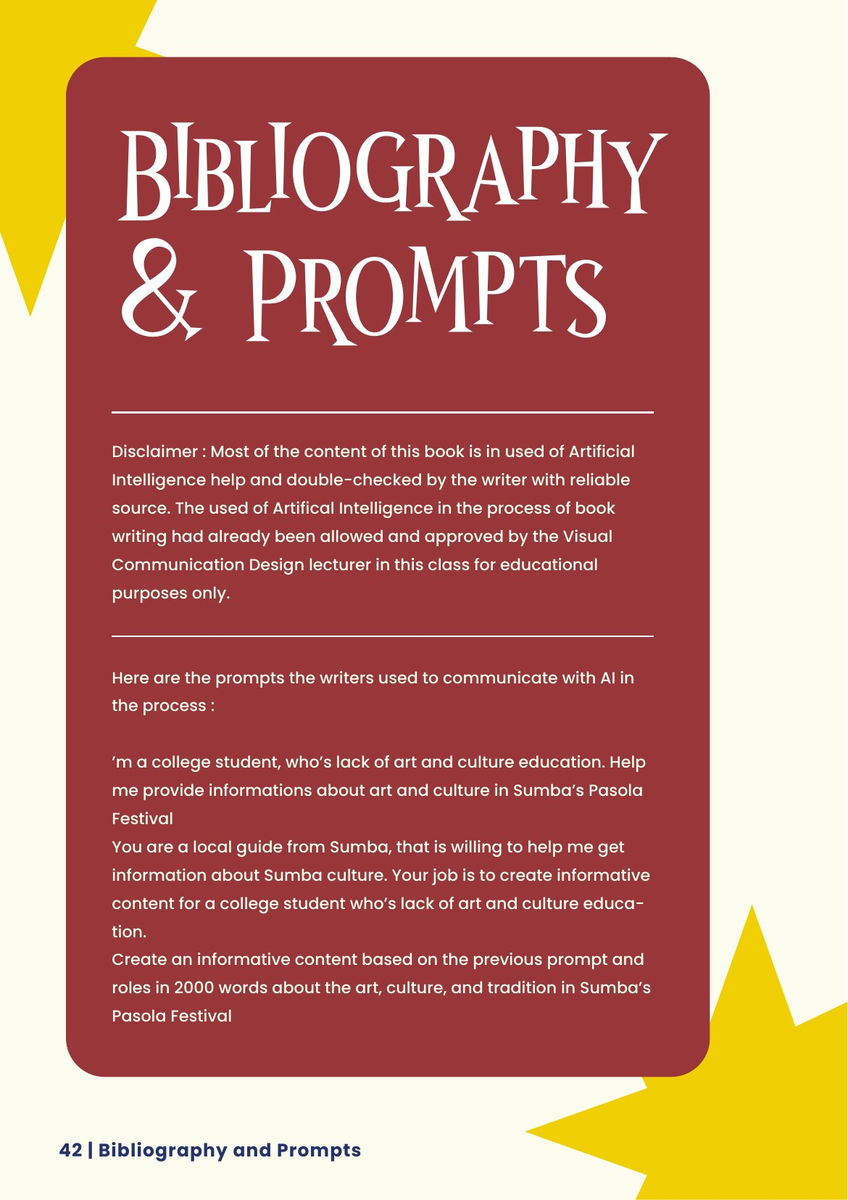 BIBLIOGRAPHY
& PROMPTS
Disclaimer : Most of the content of this book is in used of Artificial
Intelligence help and double-checked by the writer with reliable
source. The used of Artifical Intelligence in the process of book
writing had already been allowed and approved by the Visual
Communication Design lecturer in this class for educational
purposes only.
Here are the prompts the writers used to communicate with AI in
the process :
’m a college student, who’s lack of art and culture education. Help
me provide informations about art and culture in Sumba’s Pasola
Festival
You are a local guide from Sumba, that is willing to help me get
information about Sumba culture. Your job is to create informative
content for a college student who’s lack of art and culture educa-
tion.
Create an informative content based on the previous prompt and
roles in 2000 words about the art, culture, and tradition in Sumba’s
Pasola Festival
42 | Bibliography and Prompts